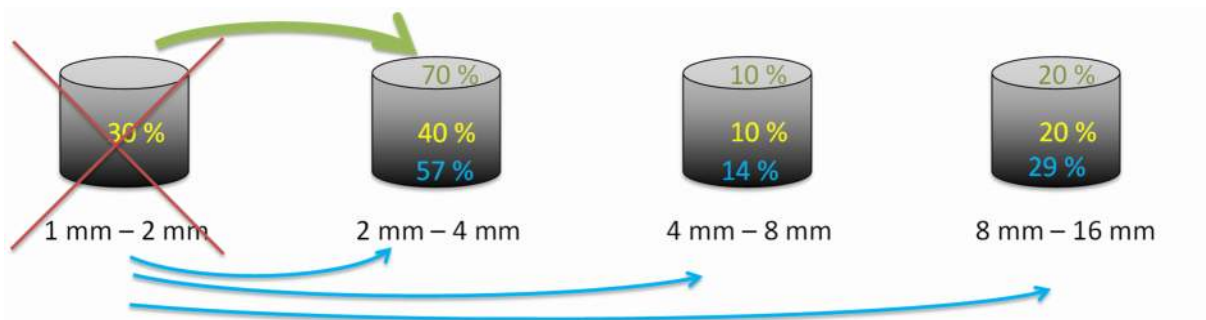 70 % 10 % 20 %
30 % 40 % 10 % 20 %
57 % 14 % 29 %
1 mm – 2 mm 2 mm – 4 mm 4 mm – 8 mm 8 mm – 16 mm